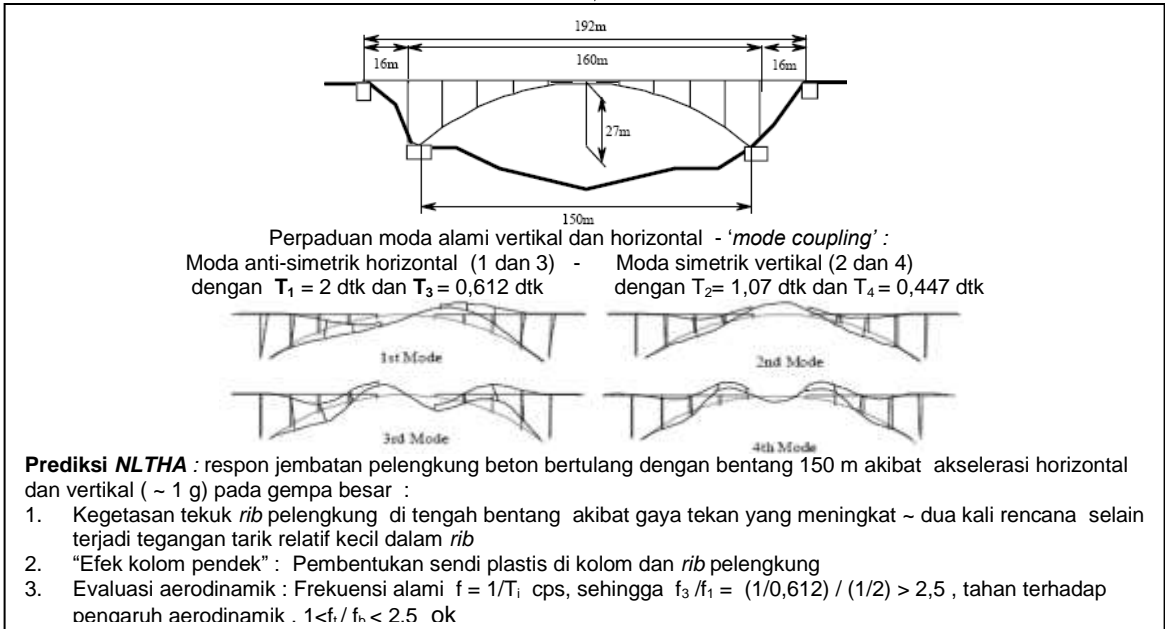 192m
16m 160m 16m
27m
150m
Perpaduan moda alami vertikal dan horizontal - 'mode coupling' :
Moda anti-simetrik horizontal (1 dan 3) - Moda simetrik vertikal (2 dan 4)
dengan T₁ = 2 dtk dan T₃ = 0,612 dtk dengan T₂= 1,07 dtk dan T₄ = 0,447 dtk
1st Mode 2nd Mode
3rd Mode 4th Mode
Prediksi NLTHA : respon jembatan pelengkung beton bertulang dengan bentang 150 m akibat akselerasi horizontal
dan vertikal ( ~ 1 g) pada gempa besar :
1. Kegetasan tekuk rib pelengkung di tengah bentang akibat gaya tekan yang meningkat ~ dua kali rencana selain
terjadi tegangan tarik relatif kecil dalam rib
2. "Efek kolom pendek" : Pembentukan sendi plastis di kolom dan rib pelengkung
3. Evaluasi aerodinamik : Frekuensi alami f = 1/Tᵢ cps, sehingga f₃ /f₁ = (1/0,612) / (1/2) > 2,5 , tahan terhadap
pengaruh aerodinamik , 1<fₜ / fₕ < 2,5 ok